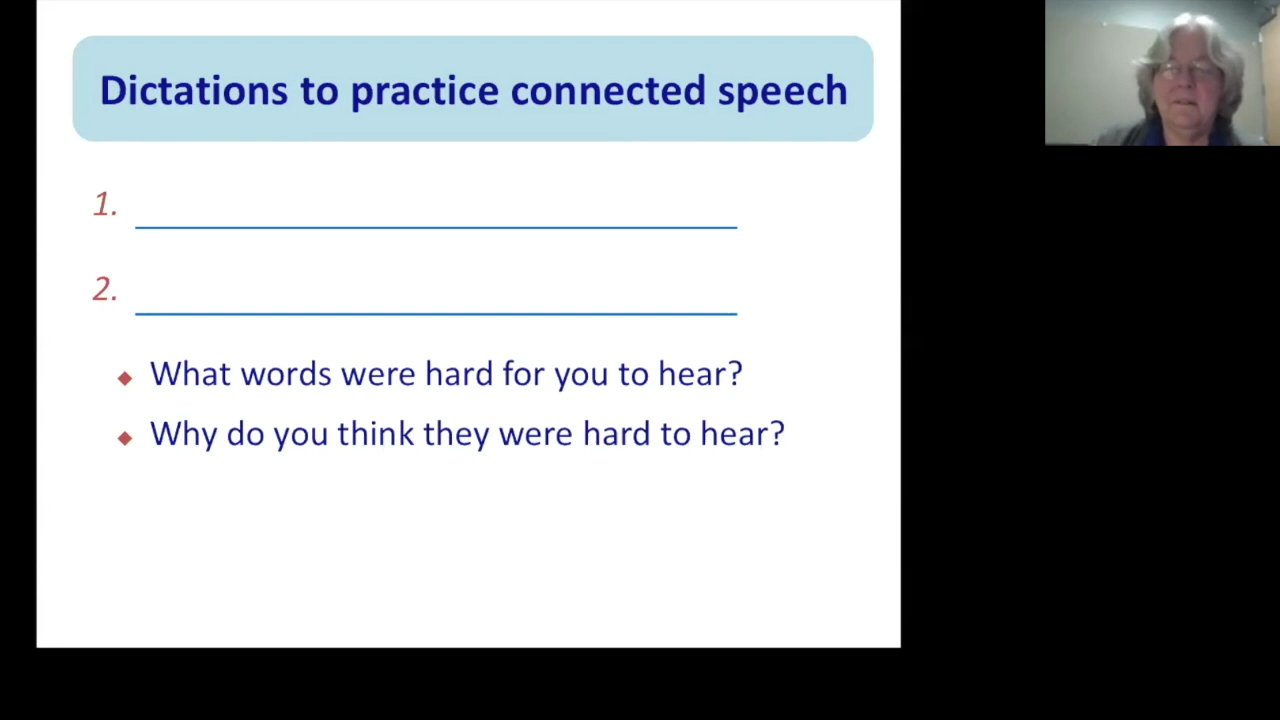 Dictations to practice connected speech
1.
2.
What words were hard for you to hear?
Why do you think they were hard to hear?